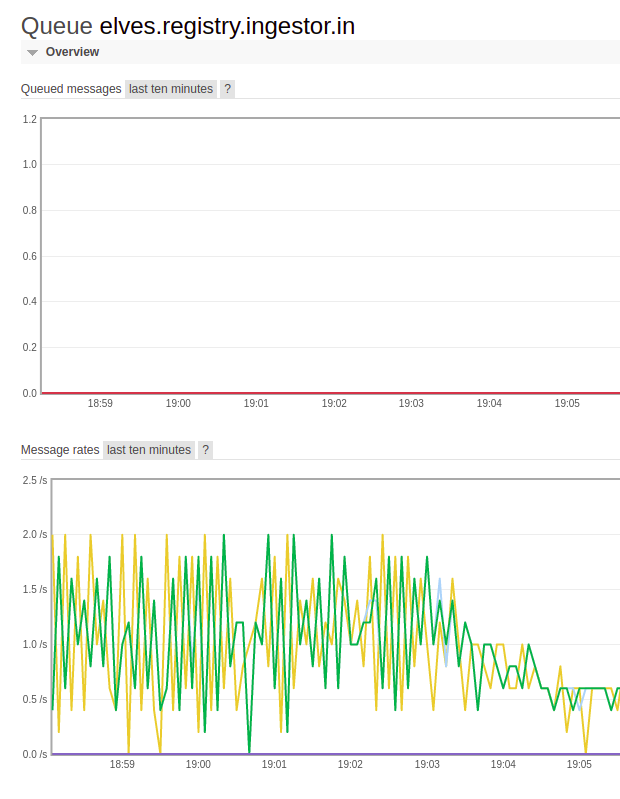 Queue elves.registry.ingestor.in
Overview
Queued messages last ten minutes ?
1.2
1.0
0.8
0.6
0.4
0.2
0.0
18:59 19:00 19:01 19:02 19:03 19:04 19:05
Message rates last ten minutes ?
2.5 /s
2.0 /s
1.5 /s
1.0 /s
0.5 /s
0.0 /s
18:59 19:00 19:01 19:02 19:03 19:04 19:05